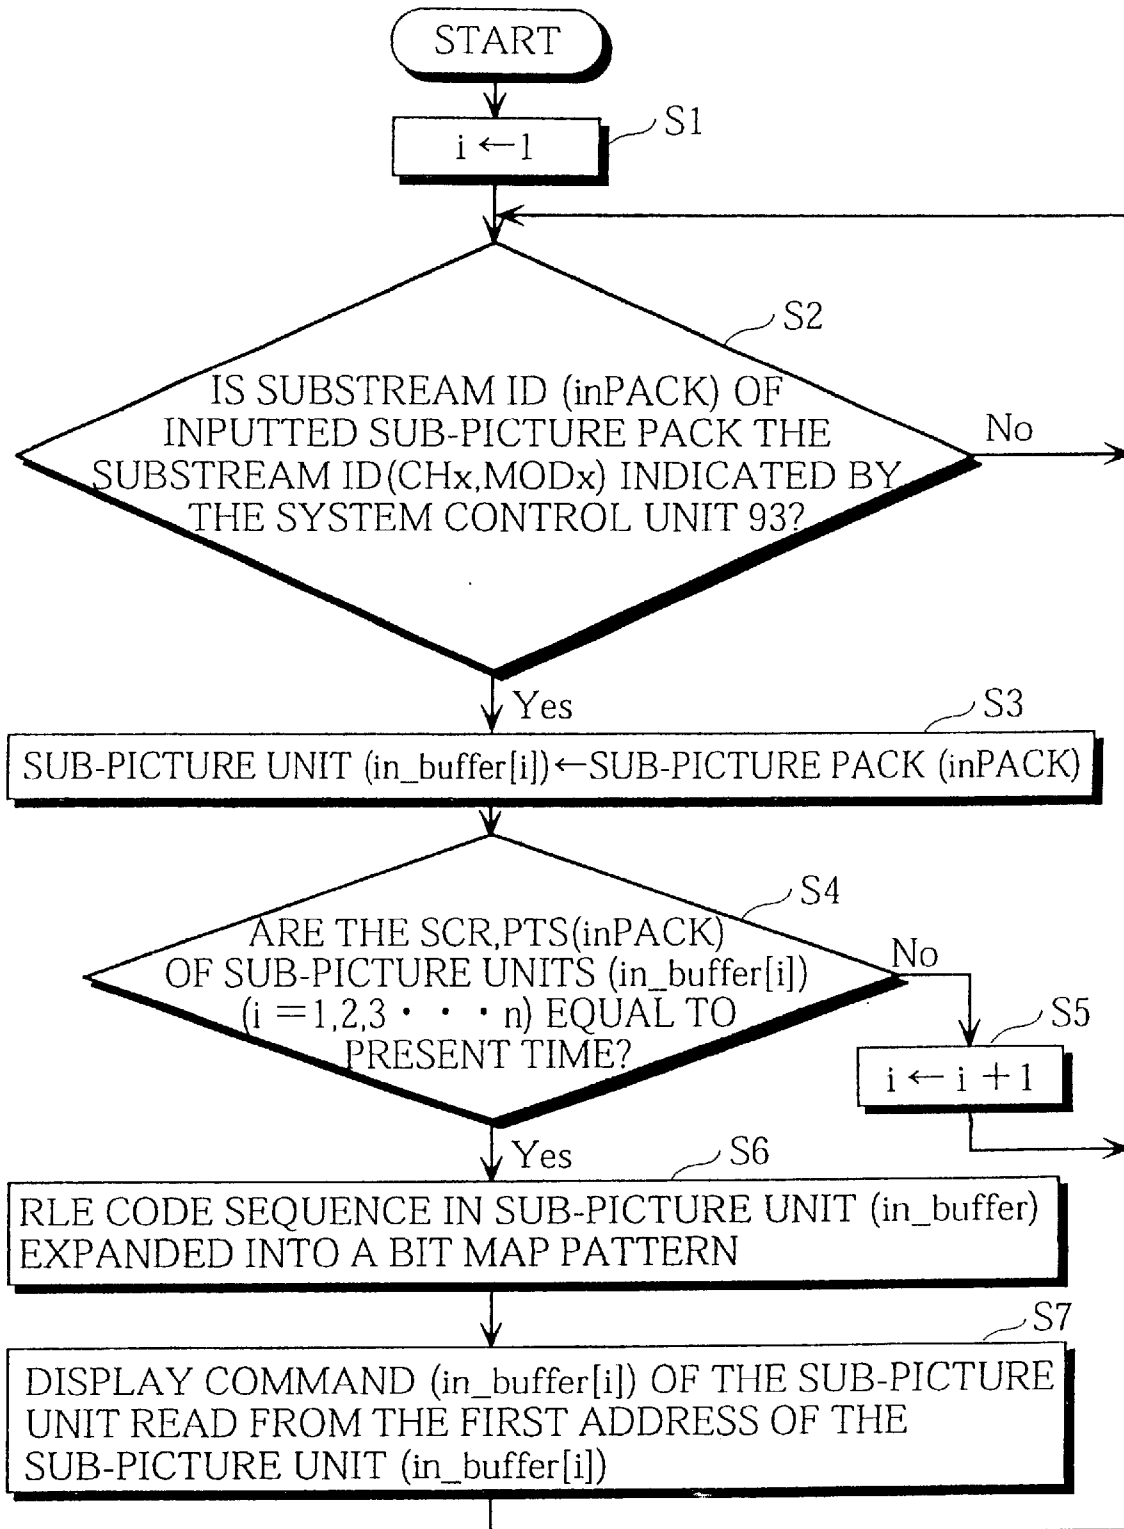 START
S1
i ←1
S2
IS SUBSTREAM ID (inPACK) OF
INPUTTED SUB-PICTURE PACK THE
SUBSTREAM ID(CHx,MODx) INDICATED BY
THE SYSTEM CONTROL UNIT 93?
No
Yes
S3
SUB-PICTURE UNIT (in_buffer[i])←SUB-PICTURE PACK (inPACK)
S4
ARE THE SCR,PTS(inPACK)
OF SUB-PICTURE UNITS (in_buffer[i])
(i =1,2,3 · · · n) EQUAL TO
PRESENT TIME?
No
S5
i ← i + 1
Yes
S6
RLE CODE SEQUENCE IN SUB-PICTURE UNIT (in_buffer)
EXPANDED INTO A BIT MAP PATTERN
S7
DISPLAY COMMAND (in_buffer[i]) OF THE SUB-PICTURE
UNIT READ FROM THE FIRST ADDRESS OF THE
SUB-PICTURE UNIT (in_buffer[i])